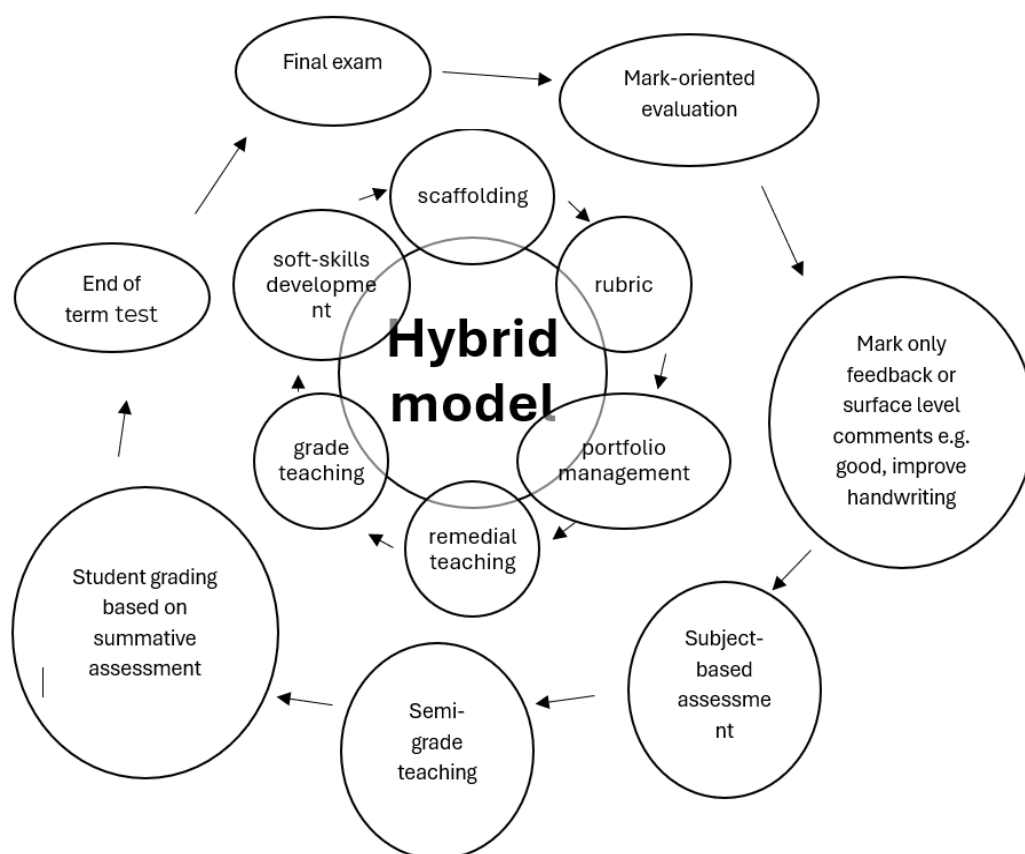 Final exam
Mark-oriented
evaluation
scaffolding
soft-skills
developme
nt
rubric
End of
term test
Hybrid
model
Mark only
feedback or
surface level
comments e.g.
good, improve
handwriting
grade
teaching
portfolio
management
remedial
teaching
Student grading
based on
summative
assessment
Subject-
based
assessme
nt
Semi-
grade
teaching